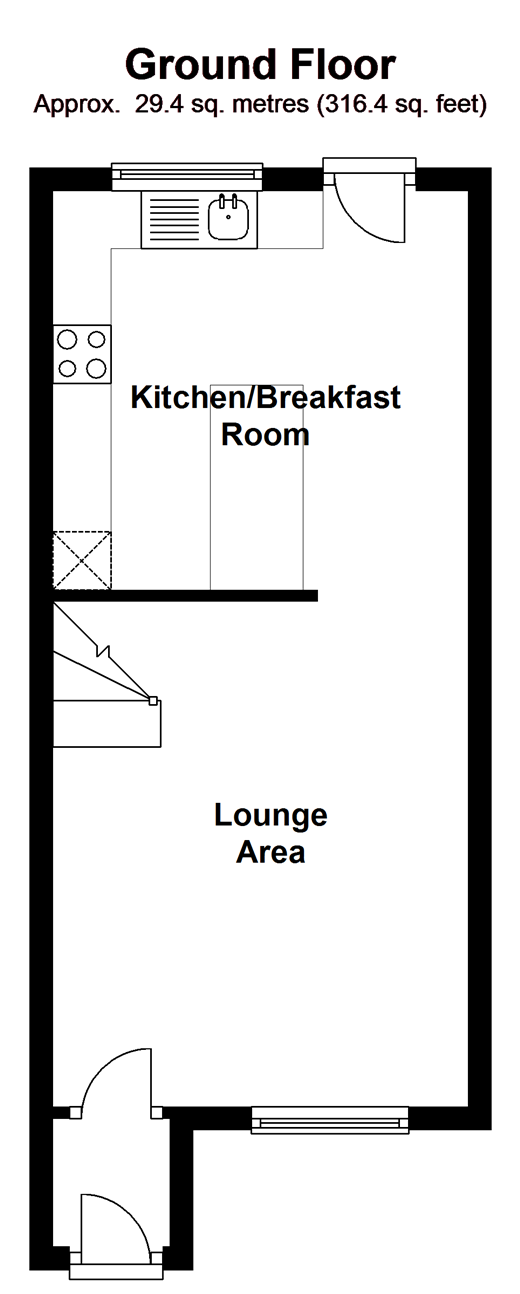 Ground Floor
Approx. 29.4 sq. metres (316.4 sq. feet)
Kitchen/Breakfast
Room
Lounge
Area